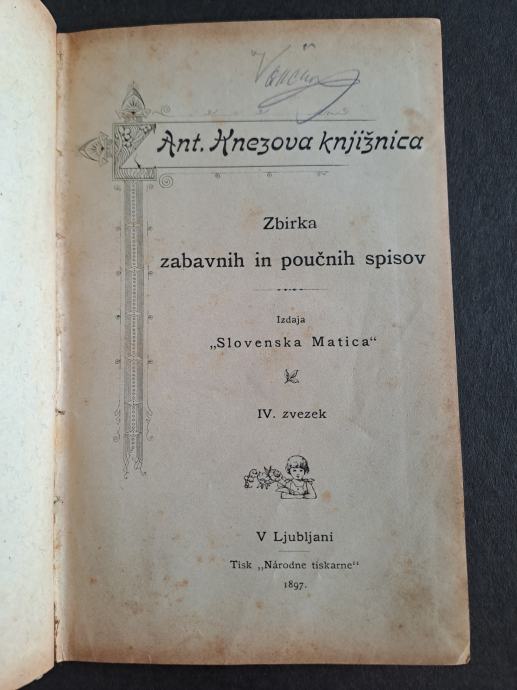 Ant. Knezova knjižnica
Zbirka
zabavnih in poučnih spisov
Izdaja
„Slovenska Matica“
IV. zvezek
V Ljubljani
Tisk „Národne tiskarne“
1897.